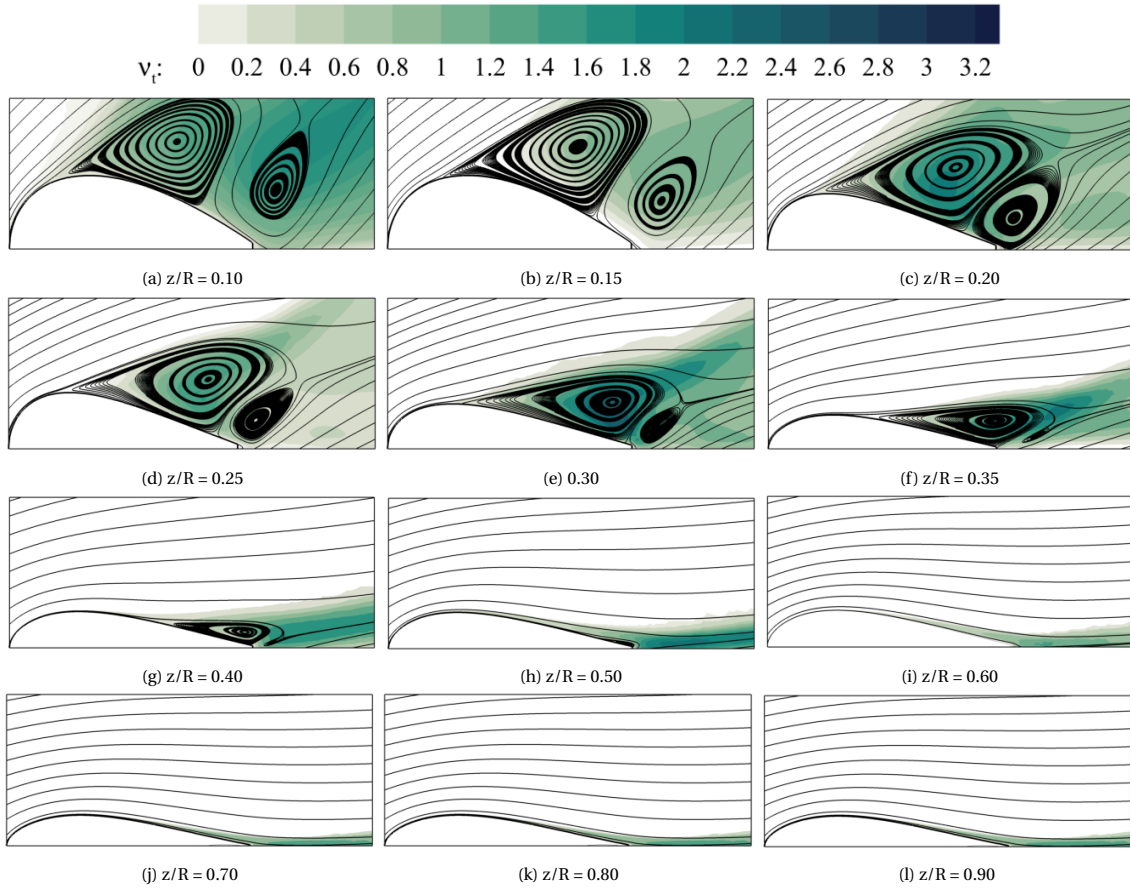 ν_t: 0 0.2 0.4 0.6 0.8 1 1.2 1.4 1.6 1.8 2 2.2 2.4 2.6 2.8 3 3.2
(a) z/R = 0.10 (b) z/R = 0.15 (c) z/R = 0.20
(d) z/R = 0.25 (e) 0.30 (f) z/R = 0.35
(g) z/R = 0.40 (h) z/R = 0.50 (i) z/R = 0.60
(j) z/R = 0.70 (k) z/R = 0.80 (l) z/R = 0.90